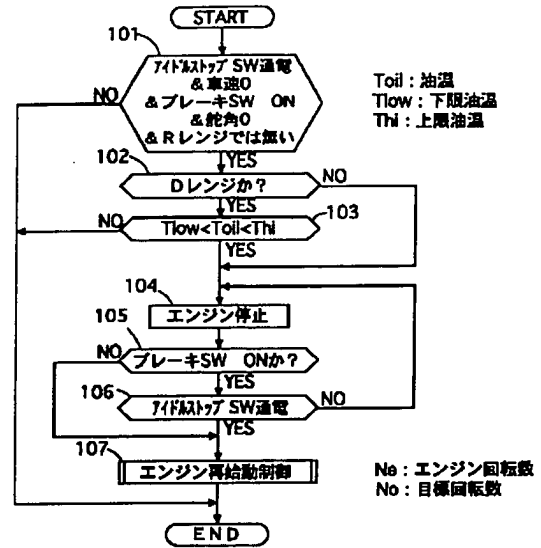 START
101
アイドルストップ SW通電
&車速0
&ブレーキSW ON
&舵角0
&Rレンジでは無い
NO
YES
Toil:油温
Tlow:下限油温
Thi:上限油温
102
Dレンジか?
NO
YES
103
NO
Tlow<Toil<Thi
YES
104
エンジン停止
105
NO
ブレーキSW ONか?
YES
106
アイドルストップ SW通電
NO
YES
107
エンジン再始動制御
Ne:エンジン回転数
No:目標回転数
END